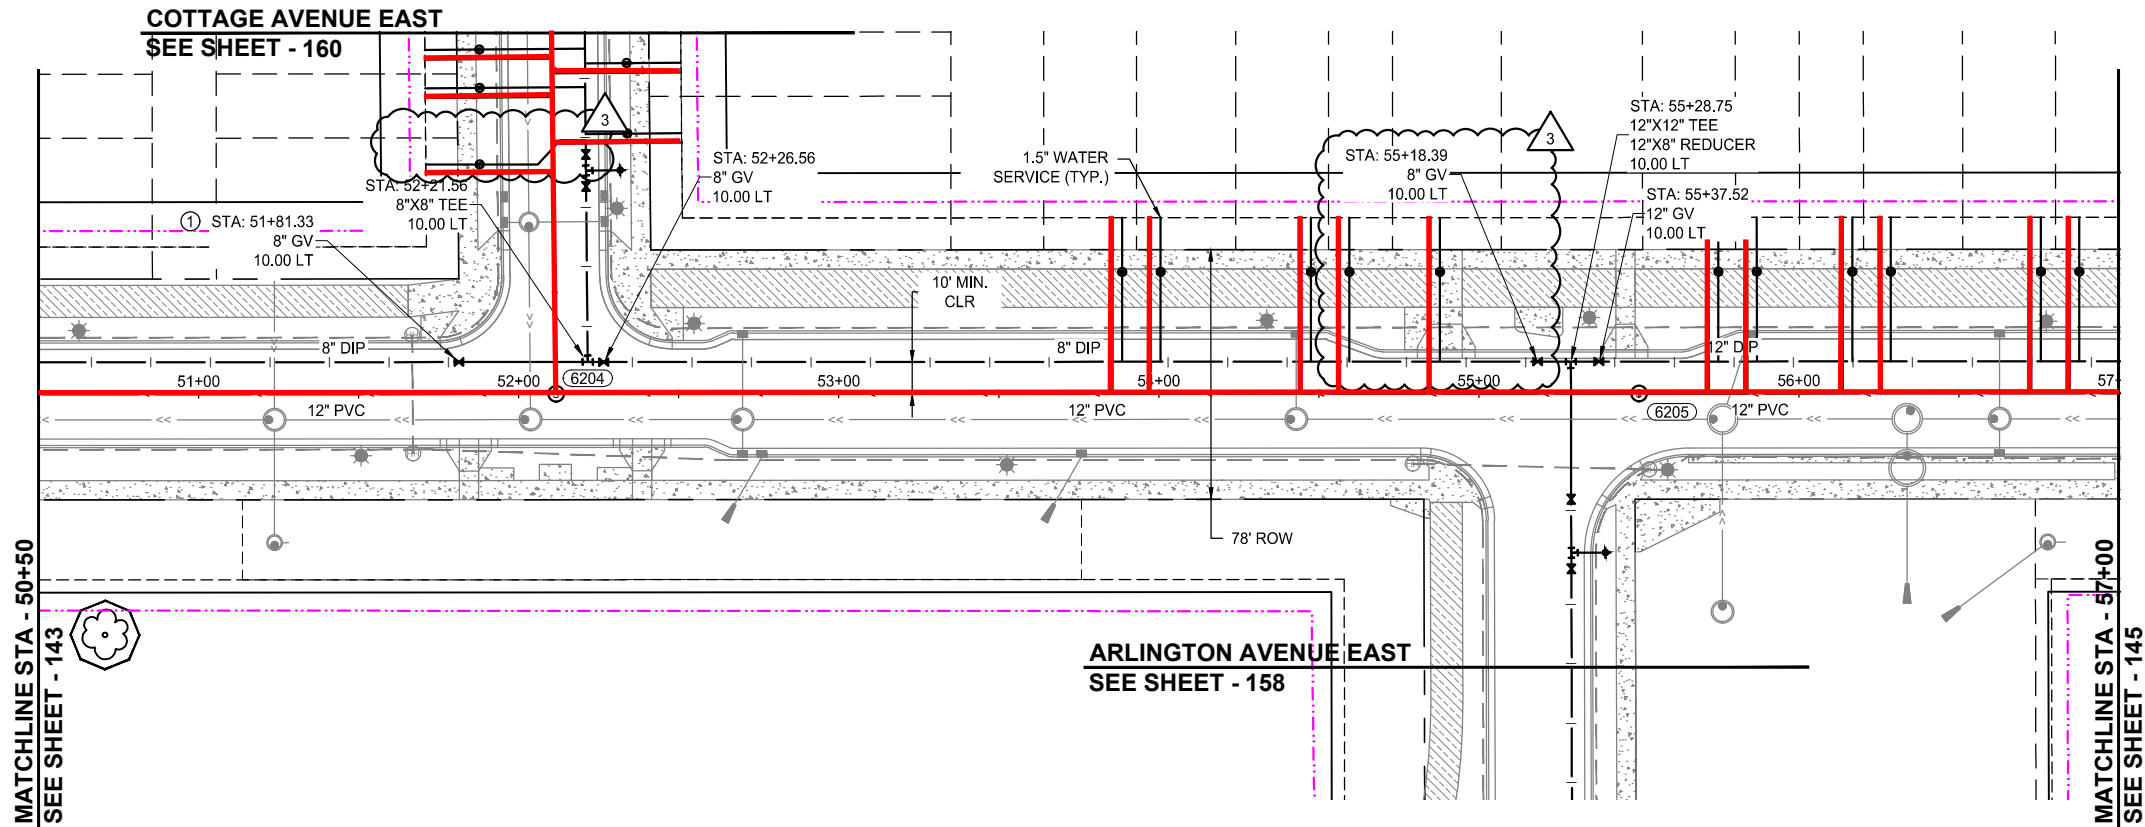 COTTAGE AVENUE EAST
SEE SHEET - 160
3
STA: 52+26.56
8" GV
10.00 LT
STA: 52+21.56
8"X8" TEE
10.00 LT
1 STA: 51+81.33
8" GV
10.00 LT
1.5" WATER
SERVICE (TYP.)
3
STA: 55+18.39
8" GV
10.00 LT
STA: 55+28.75
12"X12" TEE
12"X8" REDUCER
10.00 LT
STA: 55+37.52
12" GV
10.00 LT
10' MIN.
CLR
8" DIP
8" DIP
12" DIP
51+00
52+00
6204
53+00
54+00
55+00
56+00
57+
12" PVC
12" PVC
6205
12" PVC
78' ROW
ARLINGTON AVENUE EAST
SEE SHEET - 158
MATCHLINE STA - 50+50
SEE SHEET - 143
MATCHLINE STA - 57+00
SEE SHEET - 145